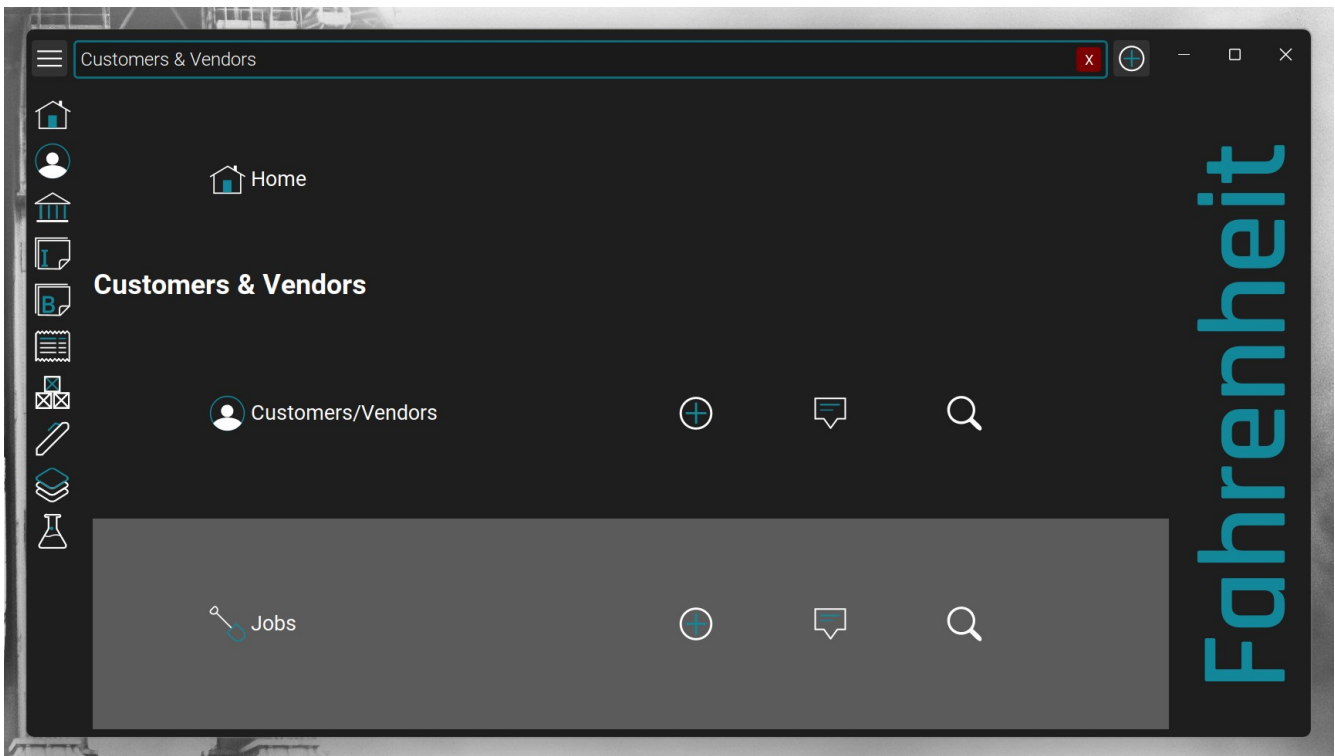 Customers & Vendors
X
Home
Customers & Vendors
I
B
Customers/Vendors
Jobs
Fahrenheit